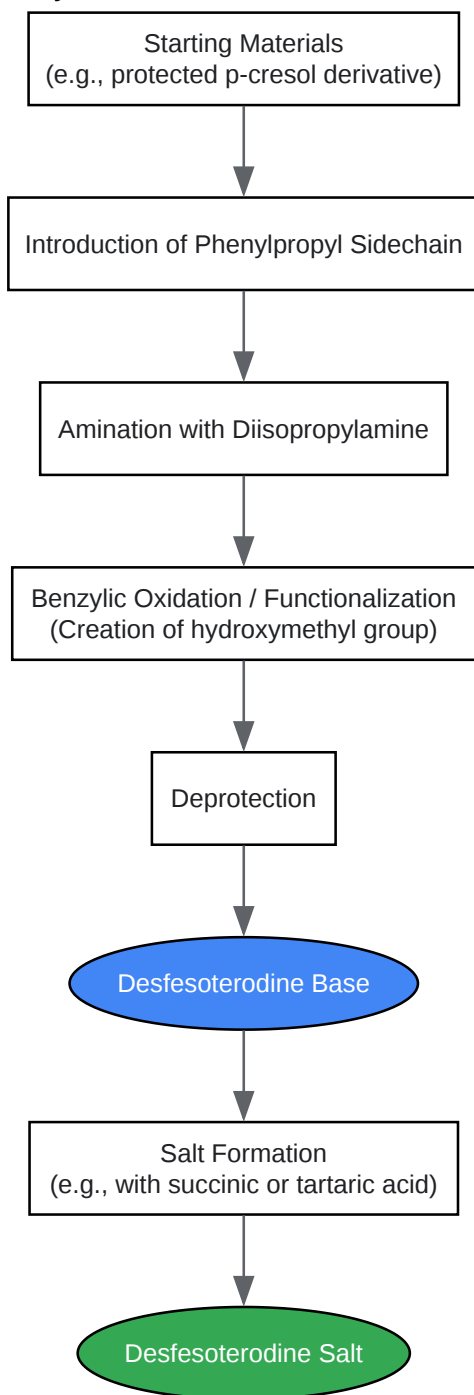 Starting Materials
(e.g., protected p-cresol derivative)
Introduction of Phenylpropyl Sidechain
Amination with Diisopropylamine
Benzylic Oxidation / Functionalization
(Creation of hydroxymethyl group)
Deprotection
Desfesoterodine Base
Salt Formation
(e.g., with succinic or tartaric acid)
Desfesoterodine Salt